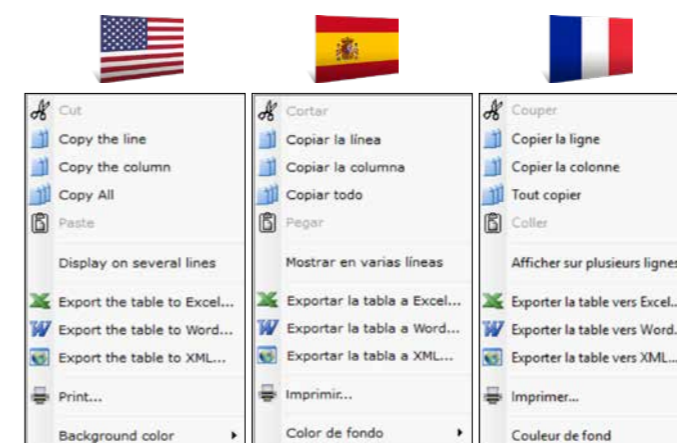 Cut
Copy the line
Copy the column
Copy All
Paste
Display on several lines
Export the table to Excel...
Export the table to Word...
Export the table to XML...
Print...
Background color
Cortar
Copiar la línea
Copiar la columna
Copiar todo
Pegar
Mostrar en varias líneas
Exportar la tabla a Excel...
Exportar la tabla a Word...
Exportar la tabla a XML...
Imprimir...
Color de fondo
Couper
Copier la ligne
Copier la colonne
Tout copier
Coller
Afficher sur plusieurs lignes
Exporter la table vers Excel..
Exporter la table vers Word.
Exporter la table vers XML...
Imprimer...
Couleur de fond